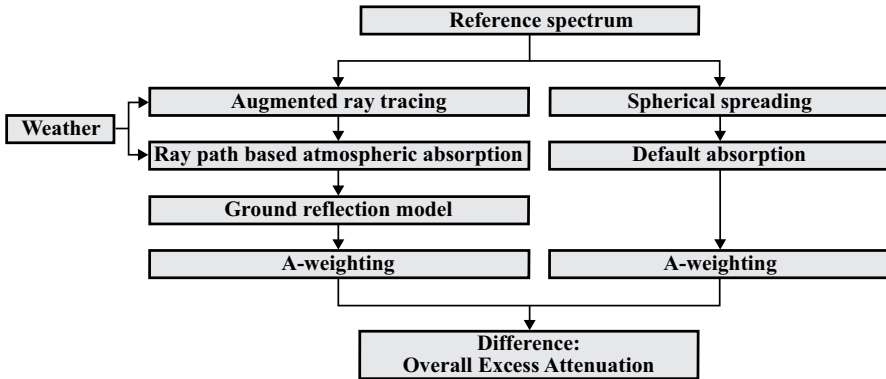 Reference spectrum
Augmented ray tracing
Spherical spreading
Weather
Ray path based atmospheric absorption
Default absorption
Ground reflection model
A-weighting
A-weighting
Difference:
Overall Excess Attenuation